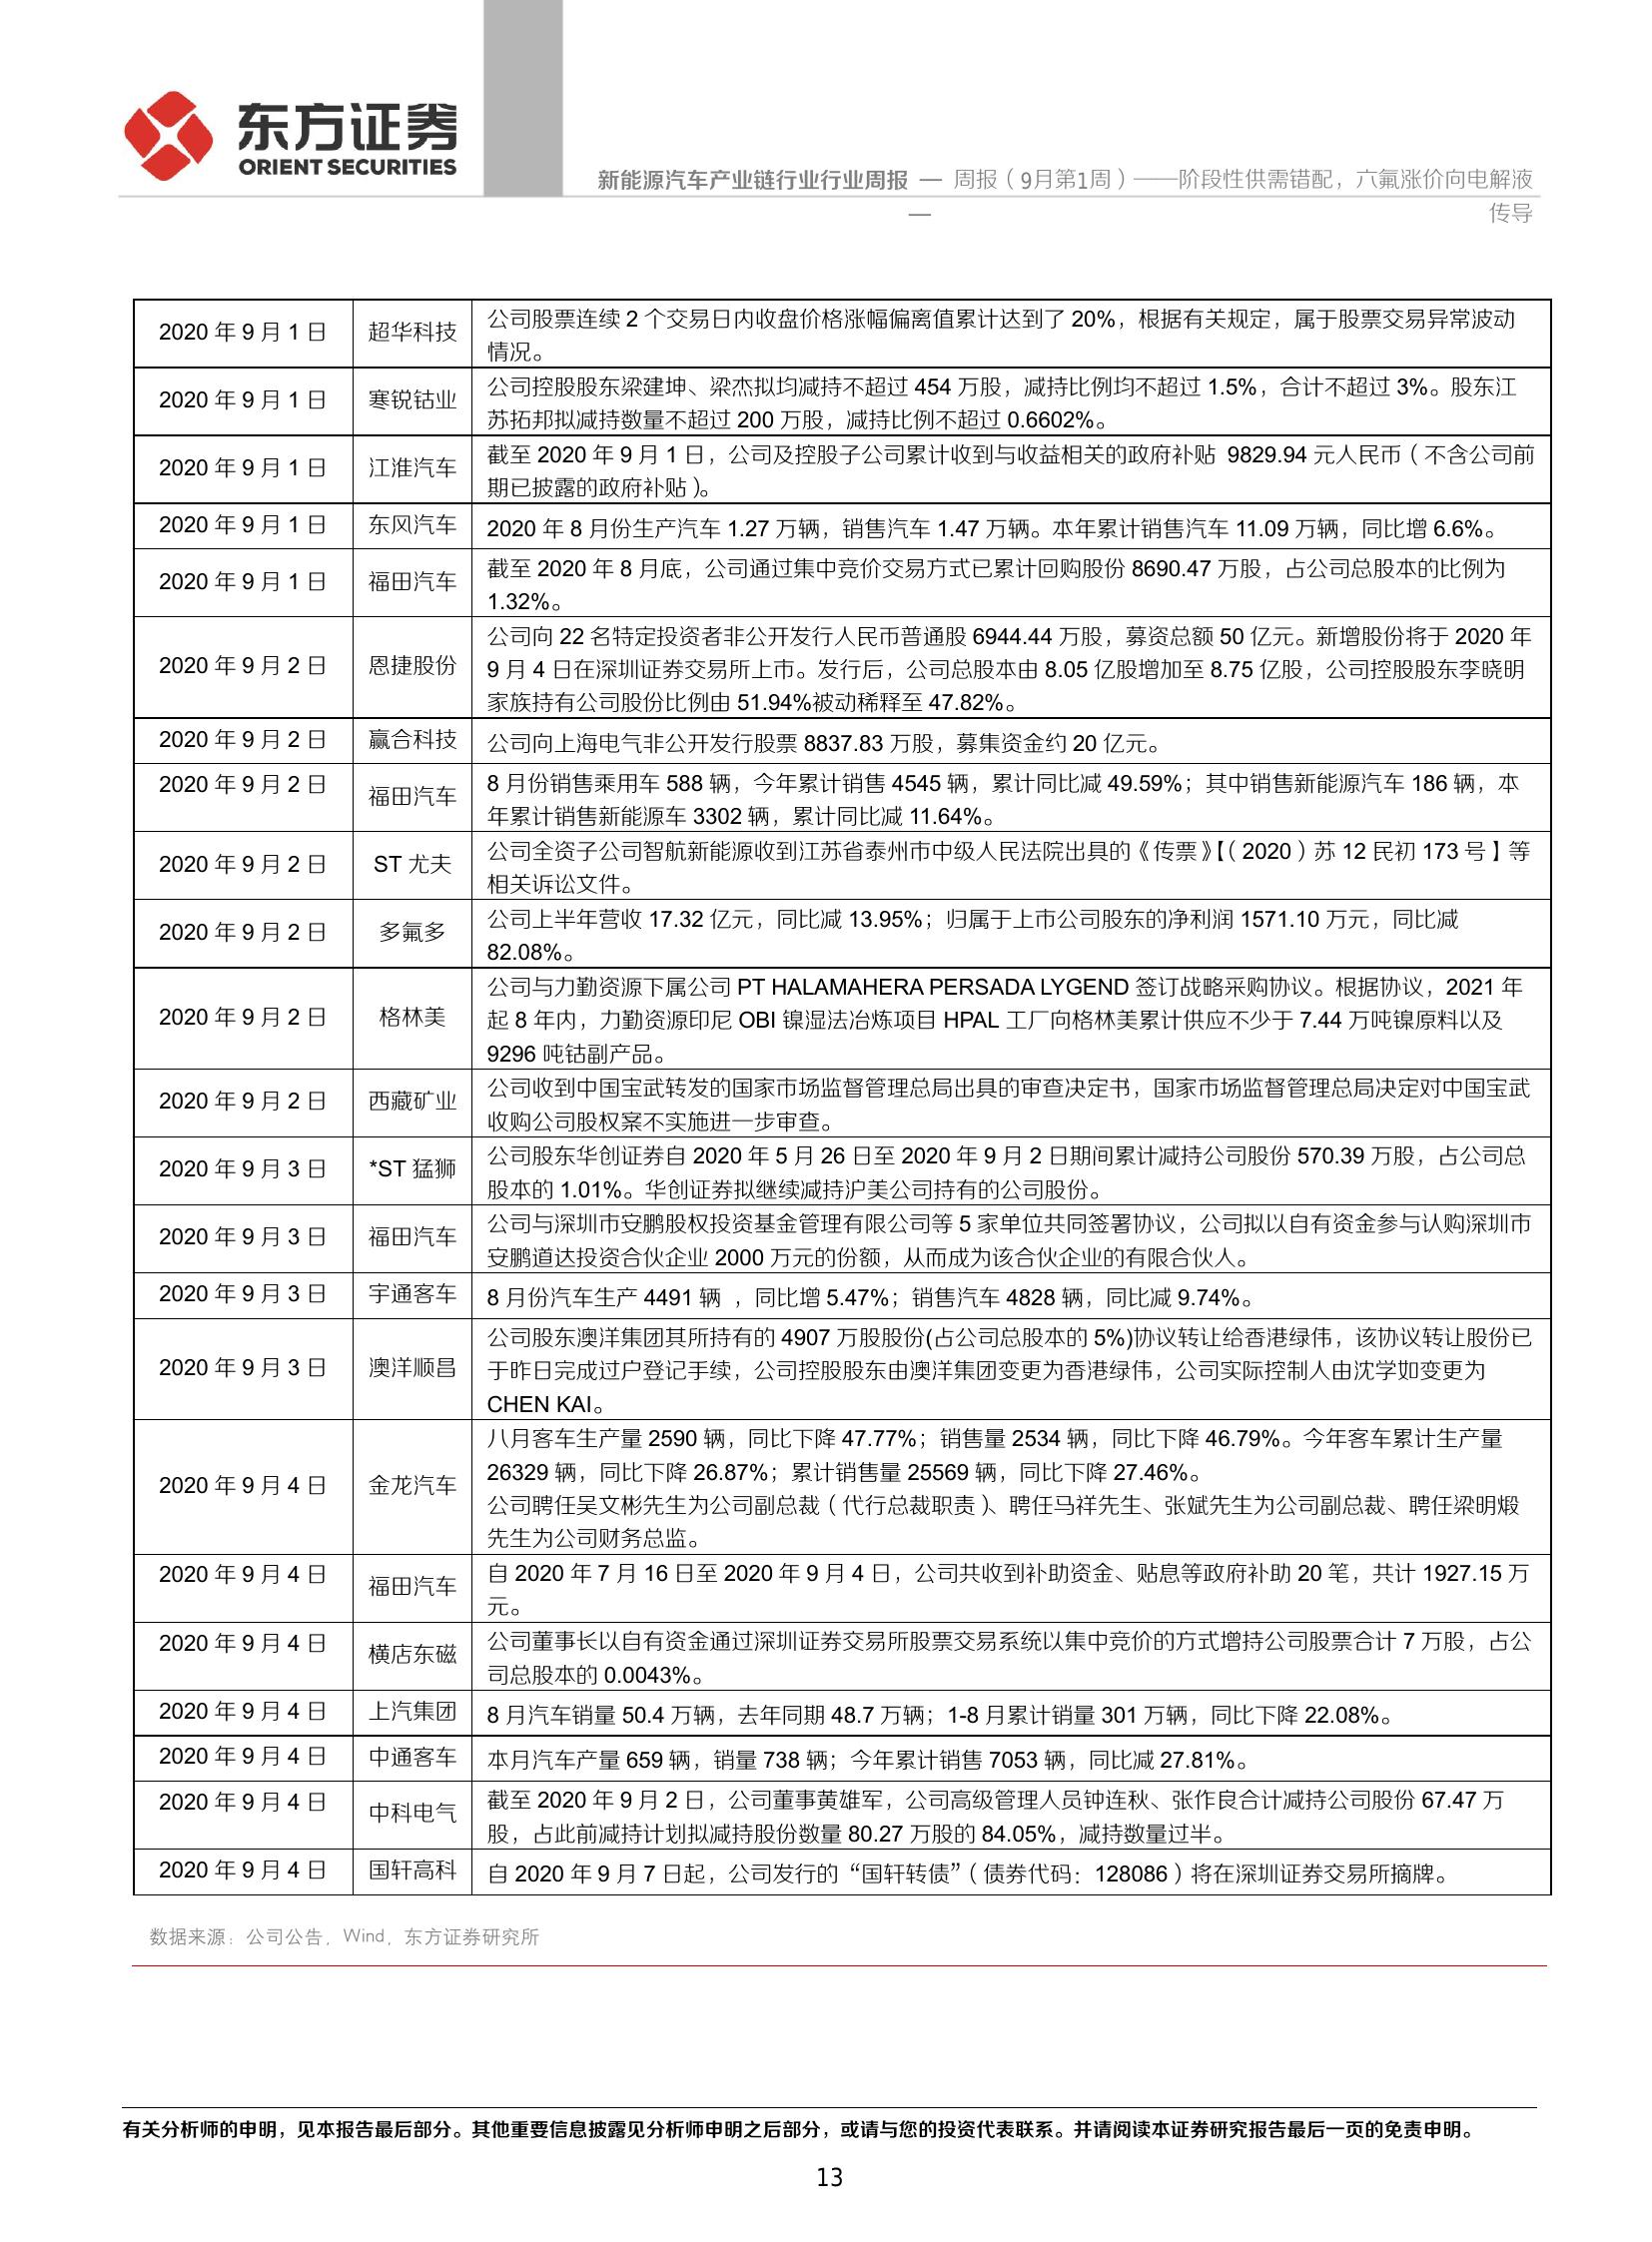 东方证券
ORIENT SECURITIES
新能源汽车产业链行业行业周报 — 周报（9月第1周）——阶段性供需错配，六氟涨价向电解液
—
传导
2020 年 9 月 1 日 超华科技 公司股票连续 2 个交易日内收盘价格涨幅偏离值累计达到了 20%，根据有关规定，属于股票交易异常波动
情况。
2020 年 9 月 1 日 寒锐钴业 公司控股股东梁建坤、梁杰拟均减持不超过 454 万股，减持比例均不超过 1.5%，合计不超过 3%。股东江
苏拓邦拟减持数量不超过 200 万股，减持比例不超过 0.6602%。
2020 年 9 月 1 日 江淮汽车 截至 2020 年 9 月 1 日，公司及控股子公司累计收到与收益相关的政府补贴 9829.94 元人民币（不含公司前
期已披露的政府补贴）。
2020 年 9 月 1 日 东风汽车 2020 年 8 月份生产汽车 1.27 万辆，销售汽车 1.47 万辆。本年累计销售汽车 11.09 万辆，同比增 6.6%。
2020 年 9 月 1 日 福田汽车 截至 2020 年 8 月底，公司通过集中竞价交易方式已累计回购股份 8690.47 万股，占公司总股本的比例为
1.32%。
2020 年 9 月 2 日 恩捷股份 公司向 22 名特定投资者非公开发行人民币普通股 6944.44 万股，募资总额 50 亿元。新增股份将于 2020 年
9 月 4 日在深圳证券交易所上市。发行后，公司总股本由 8.05 亿股增加至 8.75 亿股，公司控股股东李晓明
家族持有公司股份比例由 51.94%被动稀释至 47.82%。
2020 年 9 月 2 日 赢合科技 公司向上海电气非公开发行股票 8837.83 万股，募集资金约 20 亿元。
2020 年 9 月 2 日 福田汽车 8 月份销售乘用车 588 辆，今年累计销售 4545 辆，累计同比减 49.59%；其中销售新能源汽车 186 辆，本
年累计销售新能源车 3302 辆，累计同比减 11.64%。
2020 年 9 月 2 日 ST 尤夫 公司全资子公司智航新能源收到江苏省泰州市中级人民法院出具的《传票》【（2020）苏 12 民初 173 号】等
相关诉讼文件。
2020 年 9 月 2 日 多氟多 公司上半年营收 17.32 亿元，同比减 13.95%；归属于上市公司股东的净利润 1571.10 万元，同比减
82.08%。
2020 年 9 月 2 日 格林美 公司与力勤资源下属公司 PT HALAMAHERA PERSADA LYGEND 签订战略采购协议。根据协议，2021 年
起 8 年内，力勤资源印尼 OBI 镍湿法冶炼项目 HPAL 工厂向格林美累计供应不少于 7.44 万吨镍原料以及
9296 吨钴副产品。
2020 年 9 月 2 日 西藏矿业 公司收到中国宝武转发的国家市场监督管理总局出具的审查决定书，国家市场监督管理总局决定对中国宝武
收购公司股权案不实施进一步审查。
2020 年 9 月 3 日 *ST 猛狮 公司股东华创证券自 2020 年 5 月 26 日至 2020 年 9 月 2 日期间累计减持公司股份 570.39 万股，占公司总
股本的 1.01%。华创证券拟继续减持沪美公司持有的公司股份。
2020 年 9 月 3 日 福田汽车 公司与深圳市安鹏股权投资基金管理有限公司等 5 家单位共同签署协议，公司拟以自有资金参与认购深圳市
安鹏道达投资合伙企业 2000 万元的份额，从而成为该合伙企业的有限合伙人。
2020 年 9 月 3 日 宇通客车 8 月份汽车生产 4491 辆 ，同比增 5.47%；销售汽车 4828 辆，同比减 9.74%。
2020 年 9 月 3 日 澳洋顺昌 公司股东澳洋集团其所持有的 4907 万股股份(占公司总股本的 5%)协议转让给香港绿伟，该协议转让股份已
于昨日完成过户登记手续，公司控股股东由澳洋集团变更为香港绿伟，公司实际控制人由沈学如变更为
CHEN KAI。
2020 年 9 月 4 日 金龙汽车 八月客车生产量 2590 辆，同比下降 47.77%；销售量 2534 辆，同比下降 46.79%。今年客车累计生产量
26329 辆，同比下降 26.87%；累计销售量 25569 辆，同比下降 27.46%。
公司聘任吴文彬先生为公司副总裁（代行总裁职责）、聘任马祥先生、张斌先生为公司副总裁、聘任梁明煅
先生为公司财务总监。
2020 年 9 月 4 日 福田汽车 自 2020 年 7 月 16 日至 2020 年 9 月 4 日，公司共收到补助资金、贴息等政府补助 20 笔，共计 1927.15 万
元。
2020 年 9 月 4 日 横店东磁 公司董事长以自有资金通过深圳证券交易所股票交易系统以集中竞价的方式增持公司股票合计 7 万股，占公
司总股本的 0.0043%。
2020 年 9 月 4 日 上汽集团 8 月汽车销量 50.4 万辆，去年同期 48.7 万辆；1-8 月累计销量 301 万辆，同比下降 22.08%。
2020 年 9 月 4 日 中通客车 本月汽车产量 659 辆，销量 738 辆；今年累计销售 7053 辆，同比减 27.81%。
2020 年 9 月 4 日 中科电气 截至 2020 年 9 月 2 日，公司董事黄雄军，公司高级管理人员钟连秋、张作良合计减持公司股份 67.47 万
股，占此前减持计划拟减持股份数量 80.27 万股的 84.05%，减持数量过半。
2020 年 9 月 4 日 国轩高科 自 2020 年 9 月 7 日起，公司发行的“国轩转债”（债券代码：128086）将在深圳证券交易所摘牌。
数据来源：公司公告，Wind，东方证券研究所
有关分析师的申明，见本报告最后部分。其他重要信息披露见分析师申明之后部分，或请与您的投资代表联系。并请阅读本证券研究报告最后一页的免责申明。
13